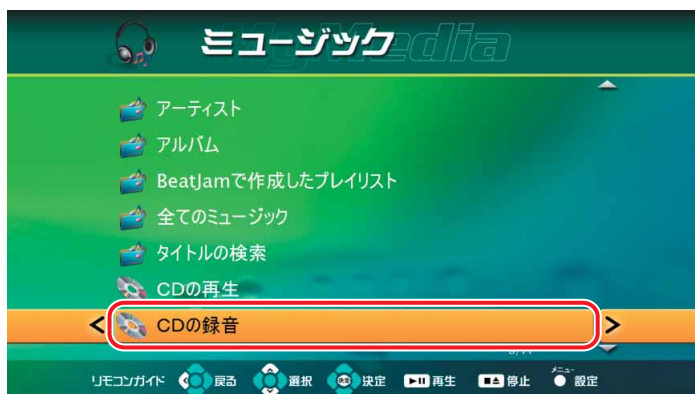 ミュージック
MyMedia
アーティスト
アルバム
BeatJamで作成したプレイリスト
全てのミュージック
タイトルの検索
CDの再生
CDの録音
リモコンガイド 戻る 選択 決定 決定 再生 停止 メニュー 設定